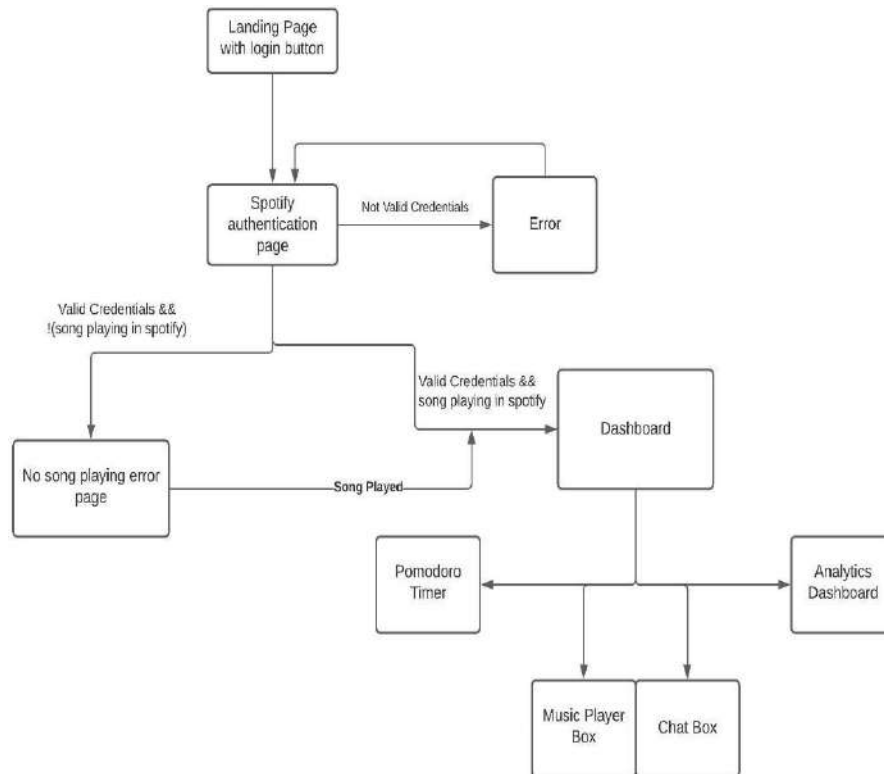 Landing Page
with login button
Spotify
authentication
page
Not Valid Credentials
Error
Valid Credentials &&
!(song playing in spotify)
Valid Credentials &&
song playing in spotify
Dashboard
No song playing error
page
Song Played
Pomodoro
Timer
Analytics
Dashboard
Music Player
Box
Chat Box